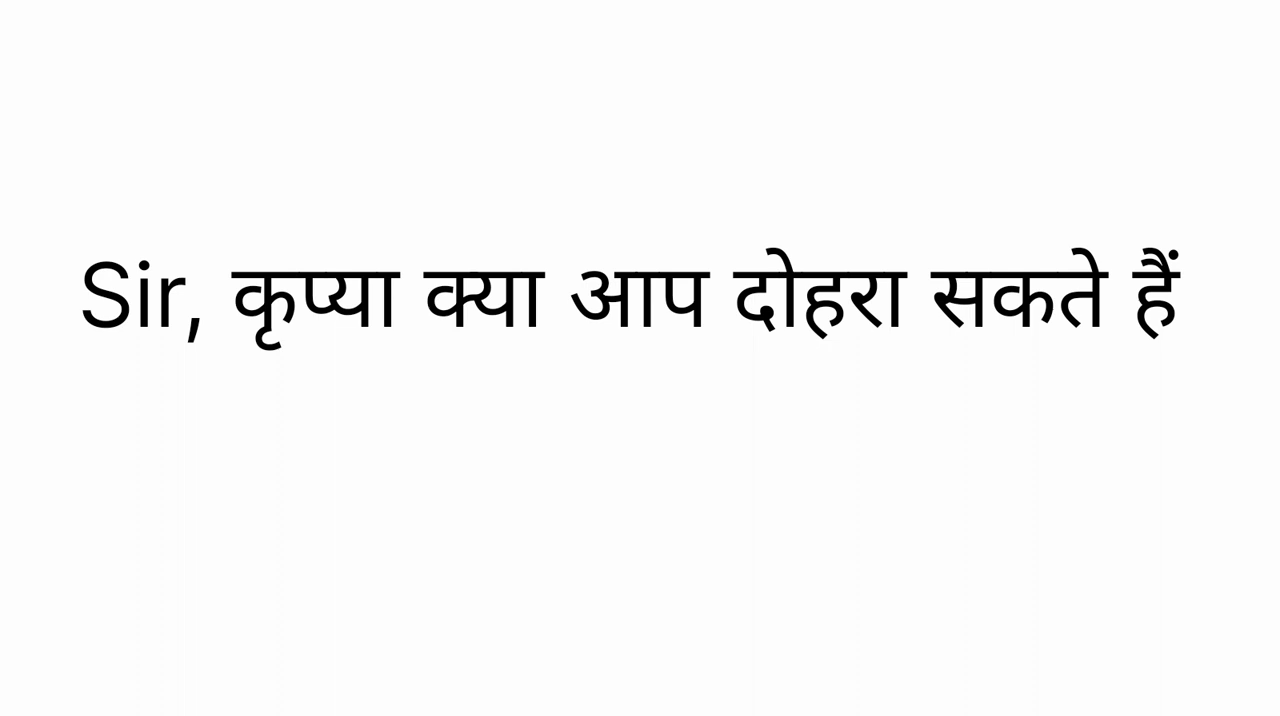 Sir, कृप्या क्या आप दोहरा सकते हैं